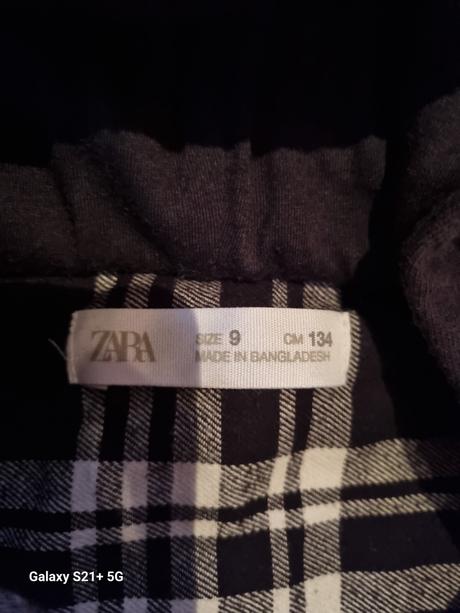 ZARA
SIZE 9 CM 134
MADE IN BANGLADESH
Galaxy S21+ 5G